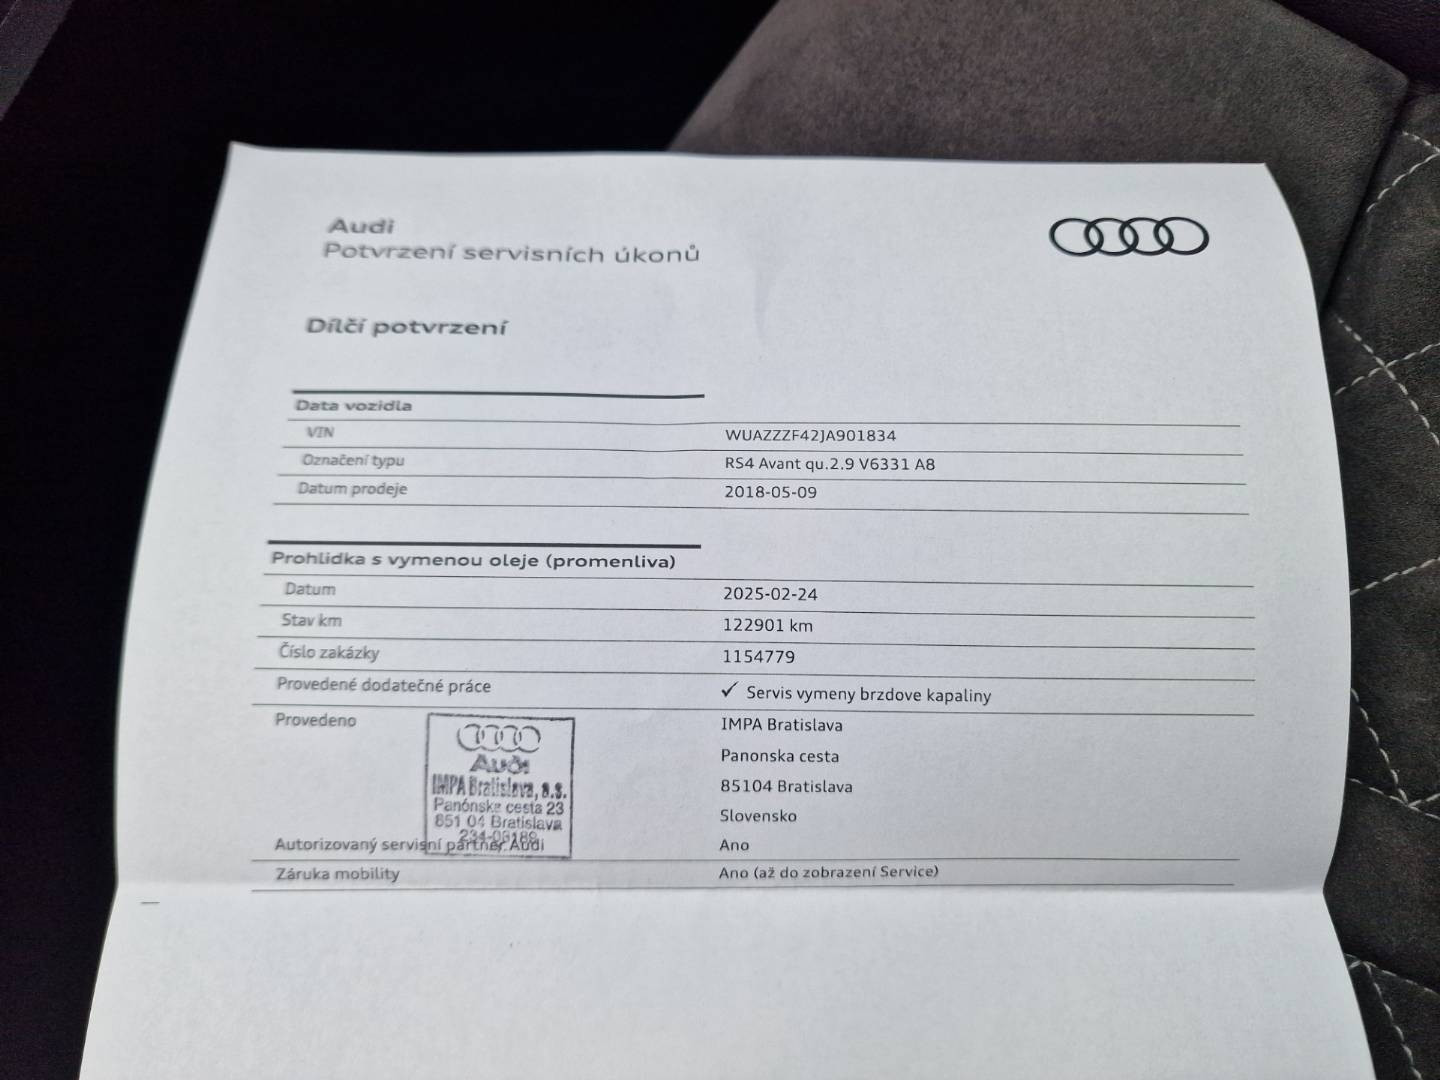 Audi
Potvrzení servisních úkonů
Dílčí potvrzení
Data vozidla
VIN WUAZZZF42JA901834
Označení typu RS4 Avant qu.2.9 V6331 A8
Datum prodeje 2018-05-09
Prohlidka s vymenou oleje (promenliva)
Datum 2025-02-24
Stav km 122901 km
Číslo zakázky 1154779
Provedené dodatečné práce ✓ Servis vymeny brzdove kapaliny
Provedeno IMPA Bratislava
Panonska cesta
85104 Bratislava
Slovensko
Audi
IMPA Bratislava, a.s.
Panónska cesta 23
851 04 Bratislava
Autorizovaný servisní partner Audi Ano
Záruka mobility Ano (až do zobrazení Service)